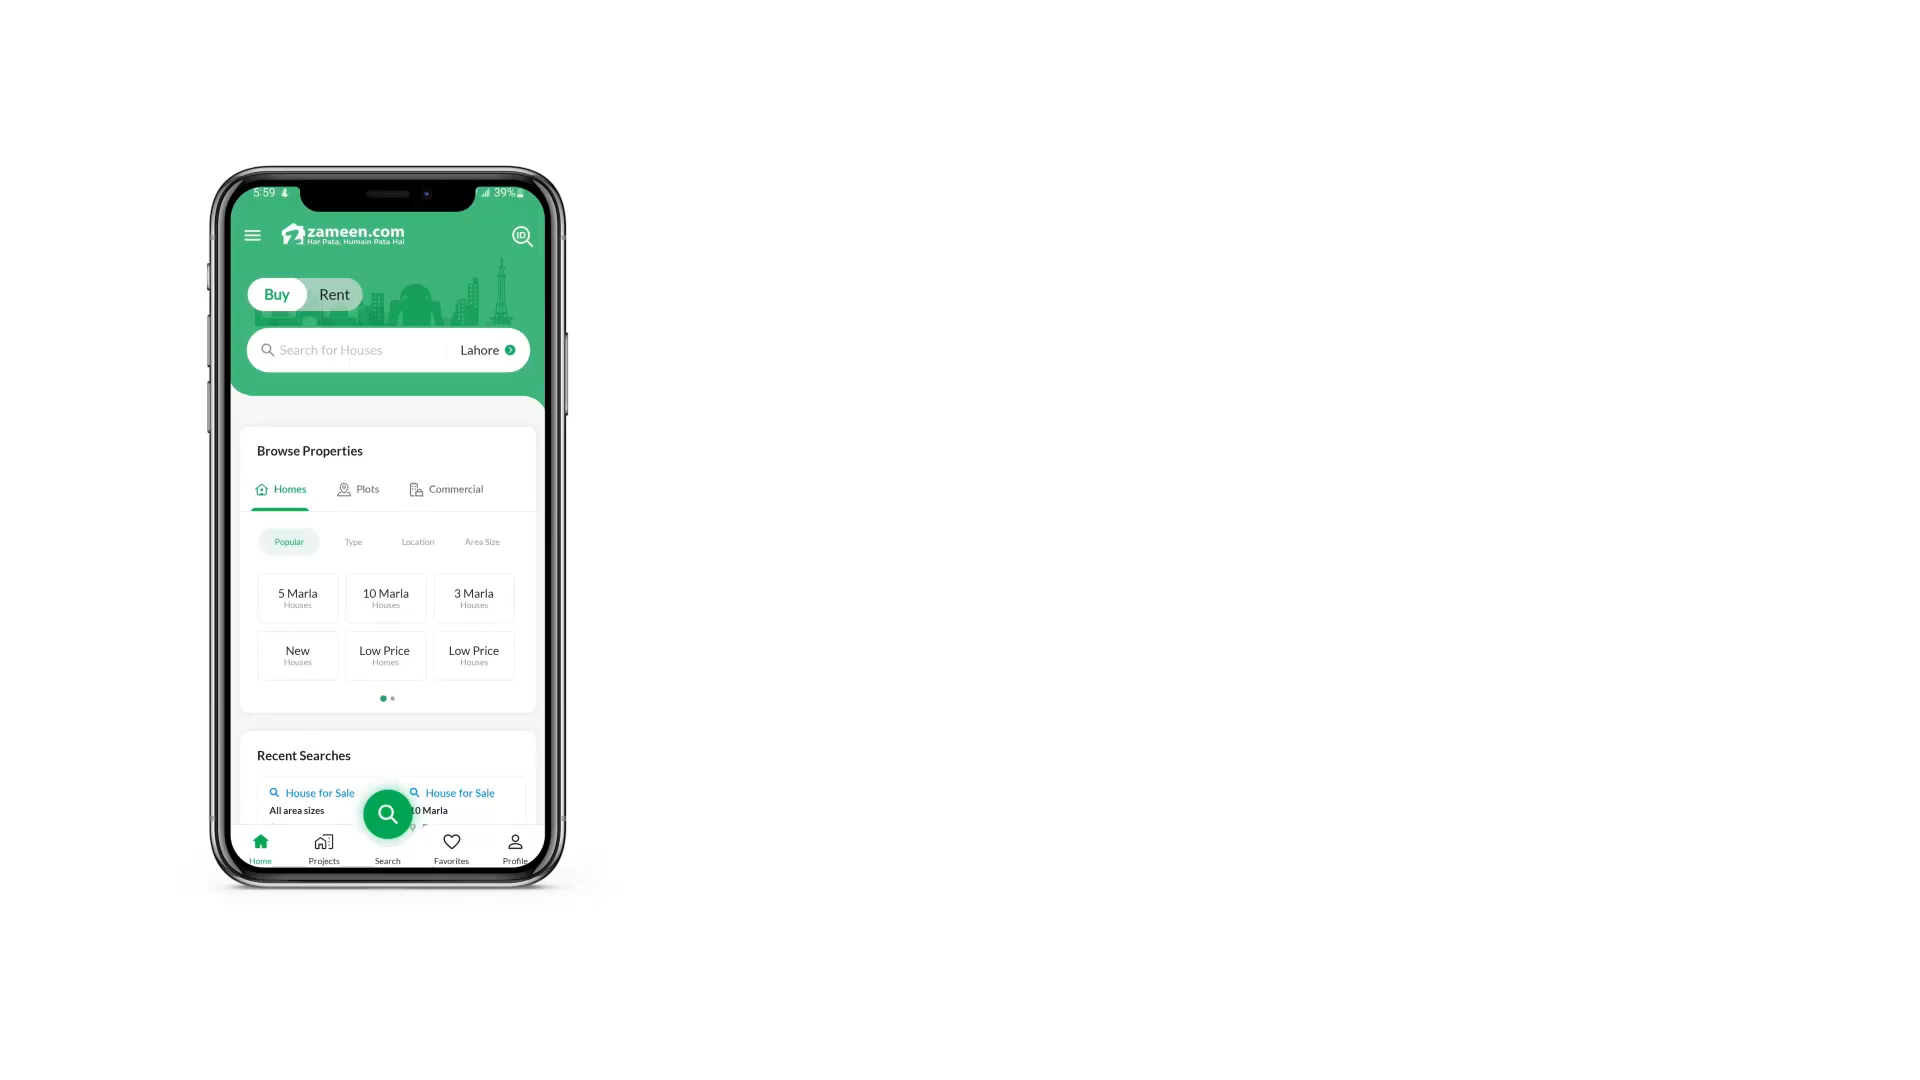 5:59
39%
zameen.com
Har Pata, Humain Pata Hai
ID
Buy Rent
Search for Houses Lahore
Browse Properties
Homes Plots Commercial
Popular Type Location Area Size
5 Marla 10 Marla 3 Marla
Houses Houses Houses
New Low Price Low Price
Houses Homes Houses
Recent Searches
House for Sale House for Sale
All area sizes 10 Marla
Home Projects Search Favorites Profile